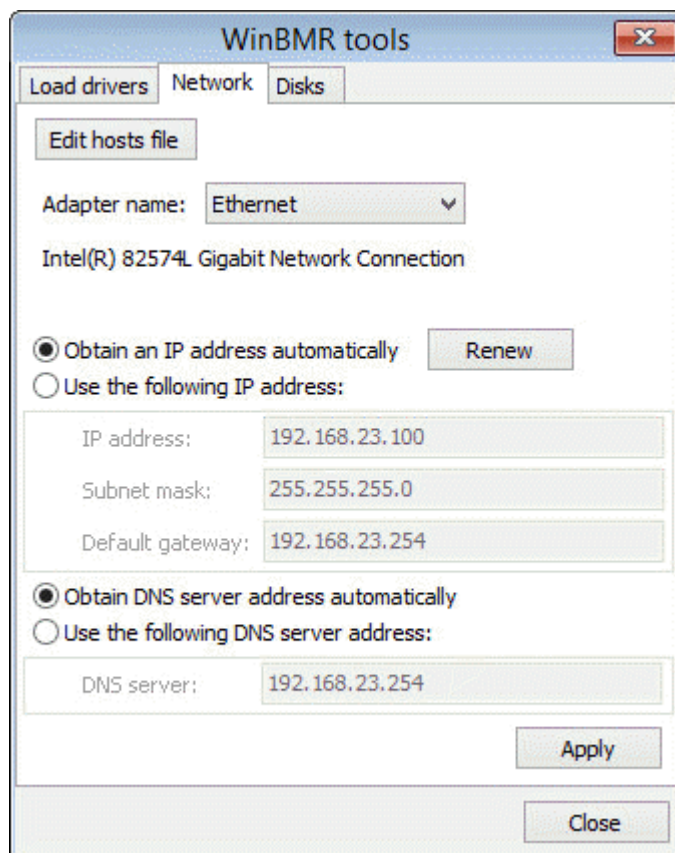 WinBMR tools
Load drivers Network Disks
Edit hosts file
Adapter name: Ethernet
Intel(R) 82574L Gigabit Network Connection
Obtain an IP address automatically Renew
Use the following IP address:
IP address: 192.168.23.100
Subnet mask: 255.255.255.0
Default gateway: 192.168.23.254
Obtain DNS server address automatically
Use the following DNS server address:
DNS server: 192.168.23.254
Apply
Close